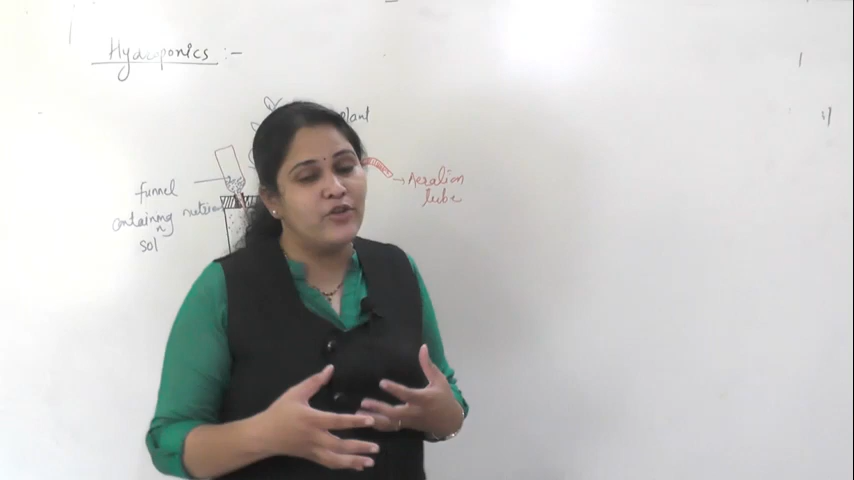 Hydroponics :-
plant
Aeration
tube
funnel
containing
sol